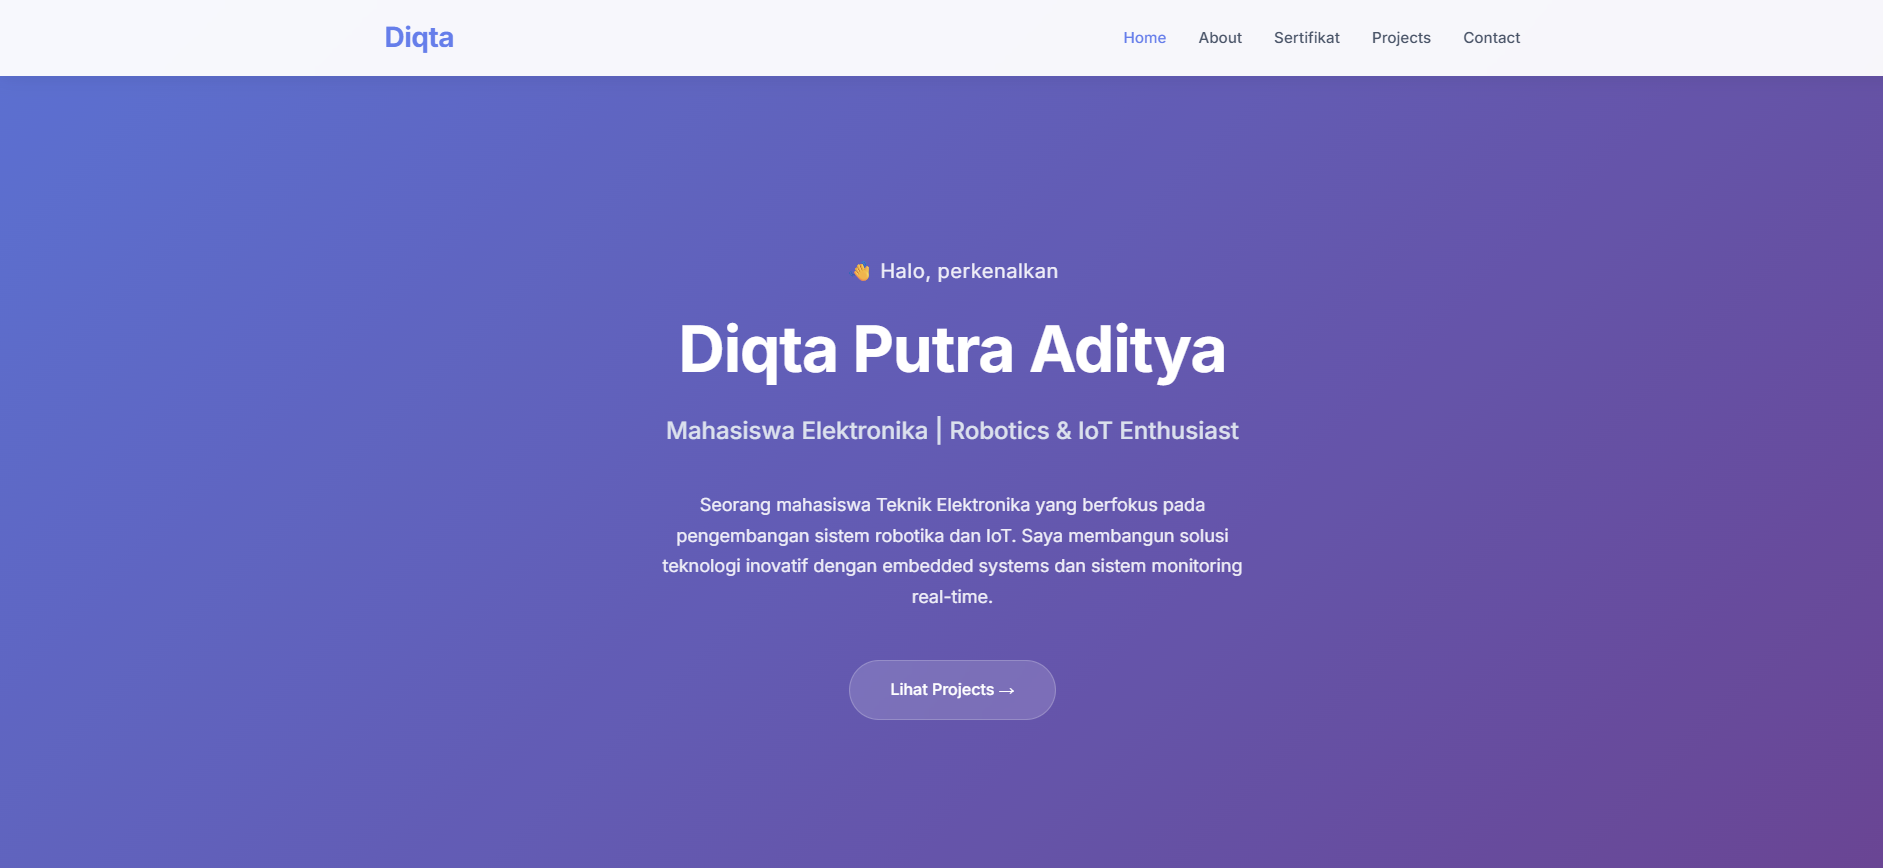 Diqta
Home About Sertifikat Projects Contact
👋 Halo, perkenalkan
Diqta Putra Aditya
Mahasiswa Elektronika | Robotics & IoT Enthusiast
Seorang mahasiswa Teknik Elektronika yang berfokus pada
pengembangan sistem robotika dan IoT. Saya membangun solusi
teknologi inovatif dengan embedded systems dan sistem monitoring
real-time.
Lihat Projects →